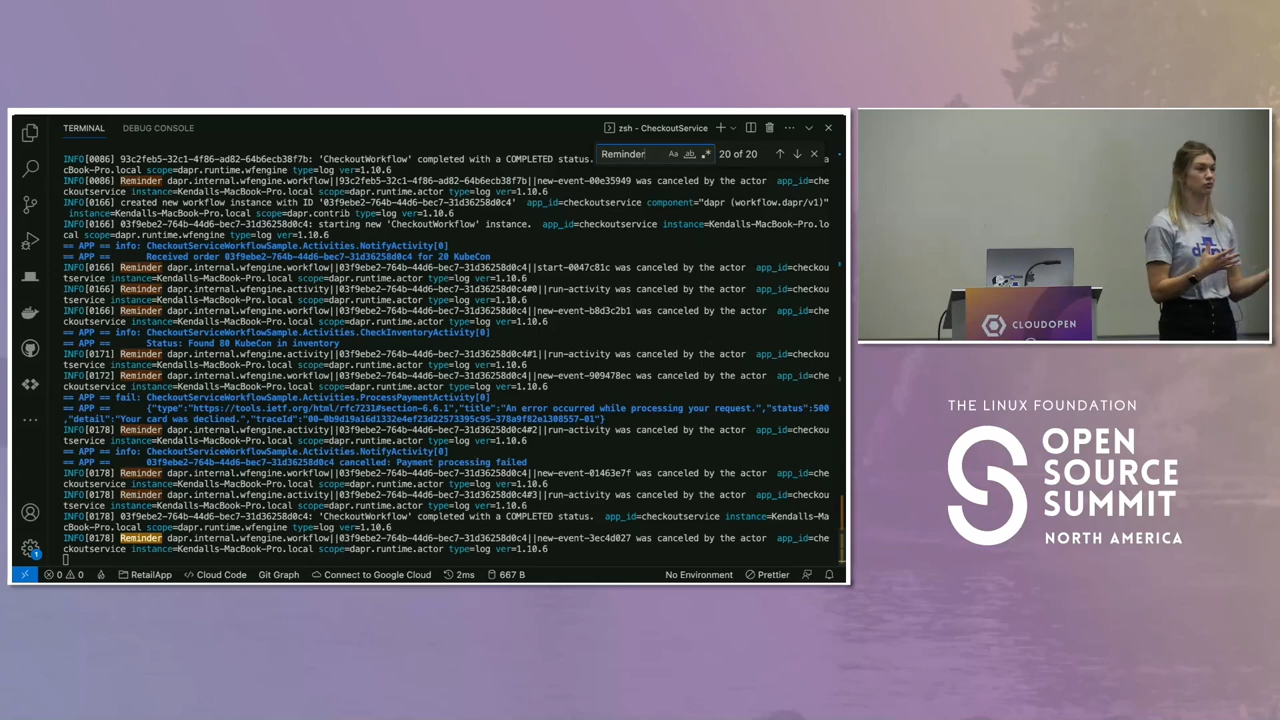 TERMINAL
DEBUG CONSOLE
zsh - CheckoutService
Reminder
Aa
ab
20 of 20
INFO[0086] 93c2feb5-32c1-4f86-ad82-64b6ecb38f7b: 'CheckoutWorkflow' completed with a COMPLETED status.
cBook-Pro.local scope=dapr.runtime.wfengine type=log ver=1.10.6
INFO[0086] Reminder dapr.internal.wfengine.workflow||93c2feb5-32c1-4f86-ad82-64b6ecb38f7b||new-event-00e35949 was canceled by the actor  app_id=che
ckoutservice instance=Kendalls-MacBook-Pro.local scope=dapr.runtime.actor type=log ver=1.10.6
INFO[0166] created new workflow instance with ID '03f9ebe2-764b-44d6-bec7-31d36258d0c4'  app_id=checkoutservice component="dapr (workflow.dapr/v1)"
instance=Kendalls-MacBook-Pro.local scope=dapr.contrib type=log ver=1.10.6
INFO[0166] 03f9ebe2-764b-44d6-bec7-31d36258d0c4: starting new 'CheckoutWorkflow' instance.  app_id=checkoutservice instance=Kendalls-MacBook-Pro.lo
cal scope=dapr.runtime.wfengine type=log ver=1.10.6
== APP == info: CheckoutServiceWorkflowSample.Activities.NotifyActivity[0]
== APP ==       Received order 03f9ebe2-764b-44d6-bec7-31d36258d0c4 for 20 KubeCon
INFO[0166] Reminder dapr.internal.wfengine.workflow||03f9ebe2-764b-44d6-bec7-31d36258d0c4||start-0047c81c was canceled by the actor  app_id=checkou
tservice instance=Kendalls-MacBook-Pro.local scope=dapr.runtime.actor type=log ver=1.10.6
INFO[0166] Reminder dapr.internal.wfengine.activity||03f9ebe2-764b-44d6-bec7-31d36258d0c4#0||run-activity was canceled by the actor  app_id=checkou
tservice instance=Kendalls-MacBook-Pro.local scope=dapr.runtime.actor type=log ver=1.10.6
INFO[0166] Reminder dapr.internal.wfengine.workflow||03f9ebe2-764b-44d6-bec7-31d36258d0c4||new-event-b8d3c2b1 was canceled by the actor  app_id=che
ckoutservice instance=Kendalls-MacBook-Pro.local scope=dapr.runtime.actor type=log ver=1.10.6
== APP == info: CheckoutServiceWorkflowSample.Activities.CheckInventoryActivity[0]
== APP ==       Status: Found 80 KubeCon in inventory
INFO[0171] Reminder dapr.internal.wfengine.activity||03f9ebe2-764b-44d6-bec7-31d36258d0c4#1||run-activity was canceled by the actor  app_id=checkou
tservice instance=Kendalls-MacBook-Pro.local scope=dapr.runtime.actor type=log ver=1.10.6
INFO[0172] Reminder dapr.internal.wfengine.workflow||03f9ebe2-764b-44d6-bec7-31d36258d0c4||new-event-909478ec was canceled by the actor  app_id=che
ckoutservice instance=Kendalls-MacBook-Pro.local scope=dapr.runtime.actor type=log ver=1.10.6
== APP == fail: CheckoutServiceWorkflowSample.Activities.ProcessPaymentActivity[0]
== APP ==       {"type":"https://tools.ietf.org/html/rfc7231#section-6.6.1","title":"An error occurred while processing your request.","status":500
,"detail":"Your card was declined.","traceId":"00-0b9d19a16d1332e4ef23d22573395c95-378a9f82e1308557-01"}
INFO[0178] Reminder dapr.internal.wfengine.activity||03f9ebe2-764b-44d6-bec7-31d36258d0c4#2||run-activity was canceled by the actor  app_id=checkou
tservice instance=Kendalls-MacBook-Pro.local scope=dapr.runtime.actor type=log ver=1.10.6
== APP == info: CheckoutServiceWorkflowSample.Activities.NotifyActivity[0]
== APP ==       03f9ebe2-764b-44d6-bec7-31d36258d0c4 cancelled: Payment processing failed
INFO[0178] Reminder dapr.internal.wfengine.workflow||03f9ebe2-764b-44d6-bec7-31d36258d0c4||new-event-01463e7f was canceled by the actor  app_id=che
ckoutservice instance=Kendalls-MacBook-Pro.local scope=dapr.runtime.actor type=log ver=1.10.6
INFO[0178] Reminder dapr.internal.wfengine.activity||03f9ebe2-764b-44d6-bec7-31d36258d0c4#3||run-activity was canceled by the actor  app_id=checkou
tservice instance=Kendalls-MacBook-Pro.local scope=dapr.runtime.actor type=log ver=1.10.6
INFO[0178] 03f9ebe2-764b-44d6-bec7-31d36258d0c4: 'CheckoutWorkflow' completed with a COMPLETED status.  app_id=checkoutservice instance=Kendalls-Ma
cBook-Pro.local scope=dapr.runtime.wfengine type=log ver=1.10.6
INFO[0178] Reminder dapr.internal.wfengine.workflow||03f9ebe2-764b-44d6-bec7-31d36258d0c4||new-event-3ec4d027 was canceled by the actor  app_id=che
ckoutservice instance=Kendalls-MacBook-Pro.local scope=dapr.runtime.actor type=log ver=1.10.6
1
0 0
RetailApp
Cloud Code
Git Graph
Connect to Google Cloud
2ms
667 B
No Environment
Prettier
dapr
CLOUDOPEN
THE LINUX FOUNDATION
OPEN
SOURCE
SUMMIT
NORTH AMERICA